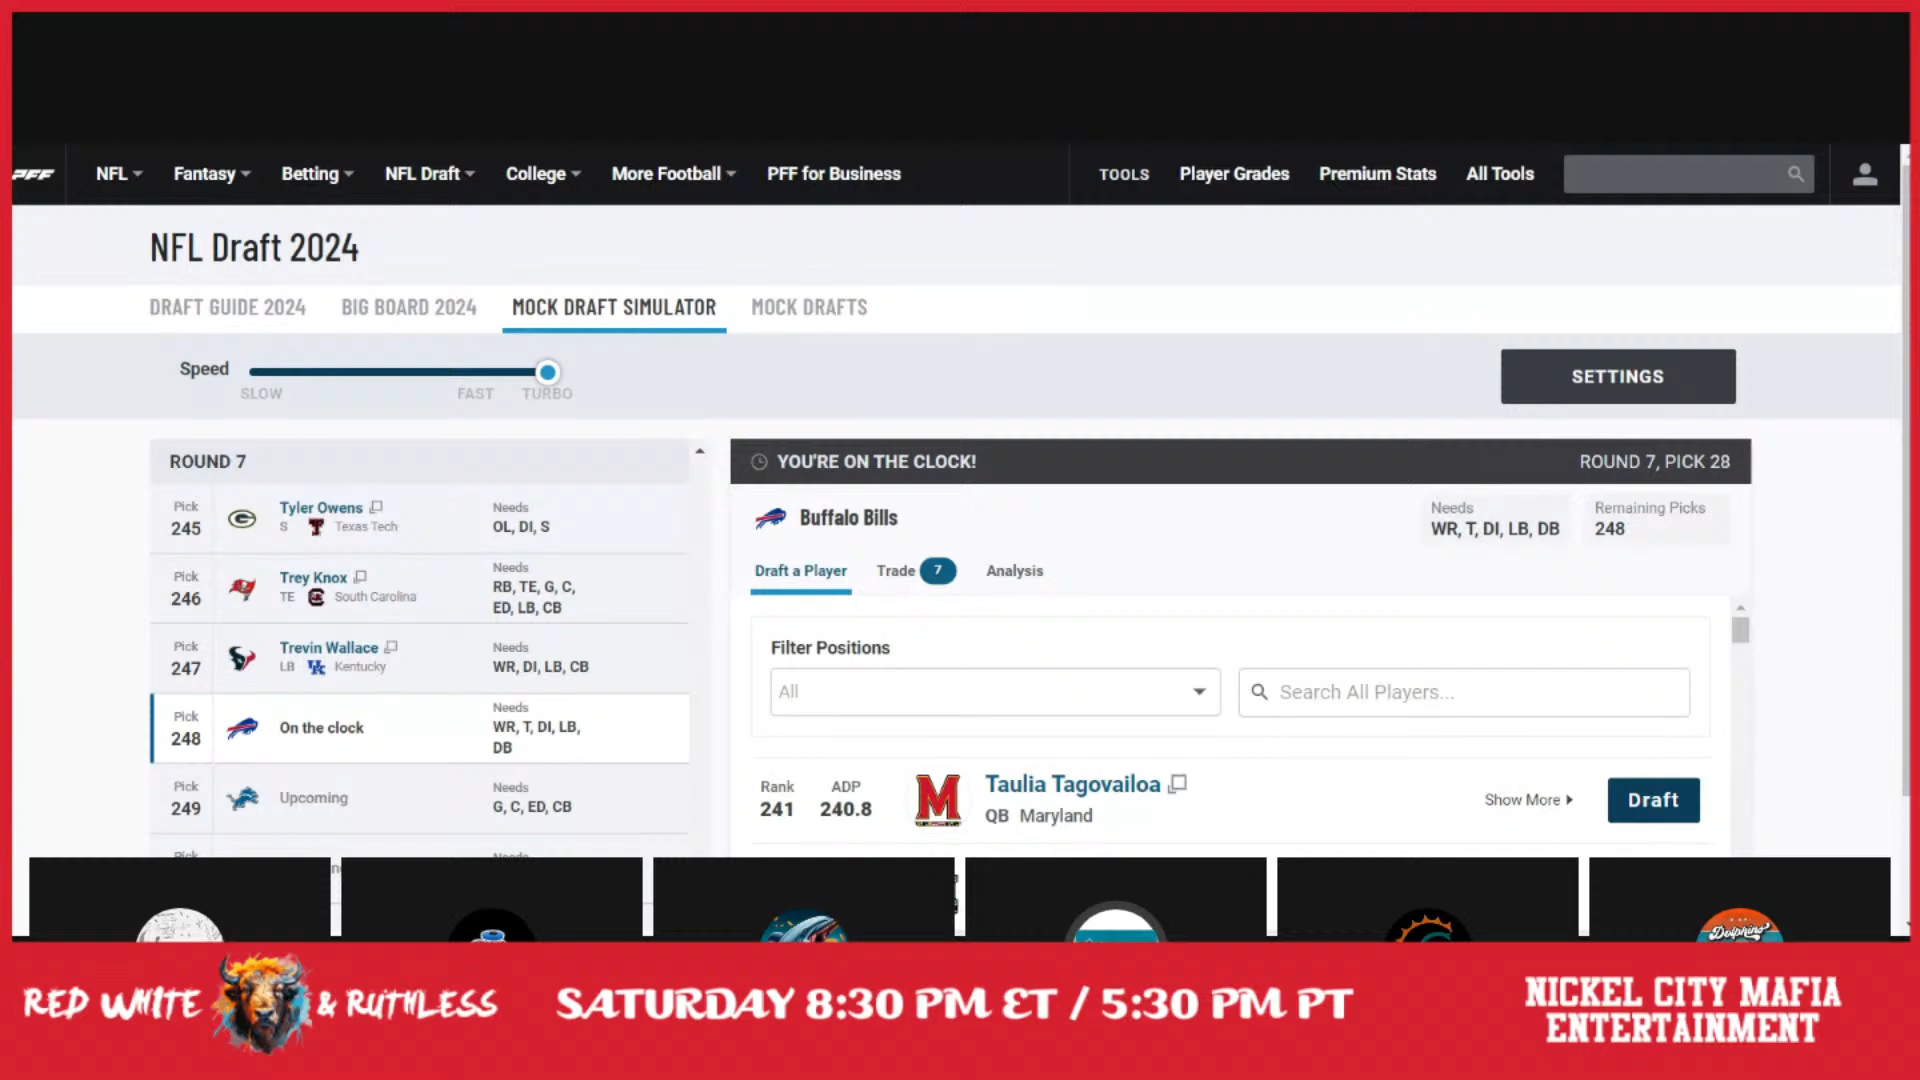 PFF
NFL
Fantasy
Betting
NFL Draft
College
More Football
PFF for Business
TOOLS
Player Grades
Premium Stats
All Tools
NFL Draft 2024
DRAFT GUIDE 2024
BIG BOARD 2024
MOCK DRAFT SIMULATOR
MOCK DRAFTS
Speed
SLOW
FAST
TURBO
SETTINGS
ROUND 7
Pick
245
Tyler Owens
S Texas Tech
Needs
OL, DI, S
Pick
246
Trey Knox
TE South Carolina
Needs
RB, TE, G, C,
ED, LB, CB
Pick
247
Trevin Wallace
LB Kentucky
Needs
WR, DI, LB, CB
Pick
248
On the clock
Needs
WR, T, DI, LB,
DB
Pick
249
Upcoming
Needs
G, C, ED, CB
Pick
Needs
YOU'RE ON THE CLOCK!
ROUND 7, PICK 28
Buffalo Bills
Needs
WR, T, DI, LB, DB
Remaining Picks
248
Draft a Player
Trade 7
Analysis
Filter Positions
All
Search All Players...
Rank
241
ADP
240.8
M
Taulia Tagovailoa
QB Maryland
Show More
Draft
Dolphins
RED WHITE & RUTHLESS
SATURDAY 8:30 PM ET / 5:30 PM PT
NICKEL CITY MAFIA
ENTERTAINMENT